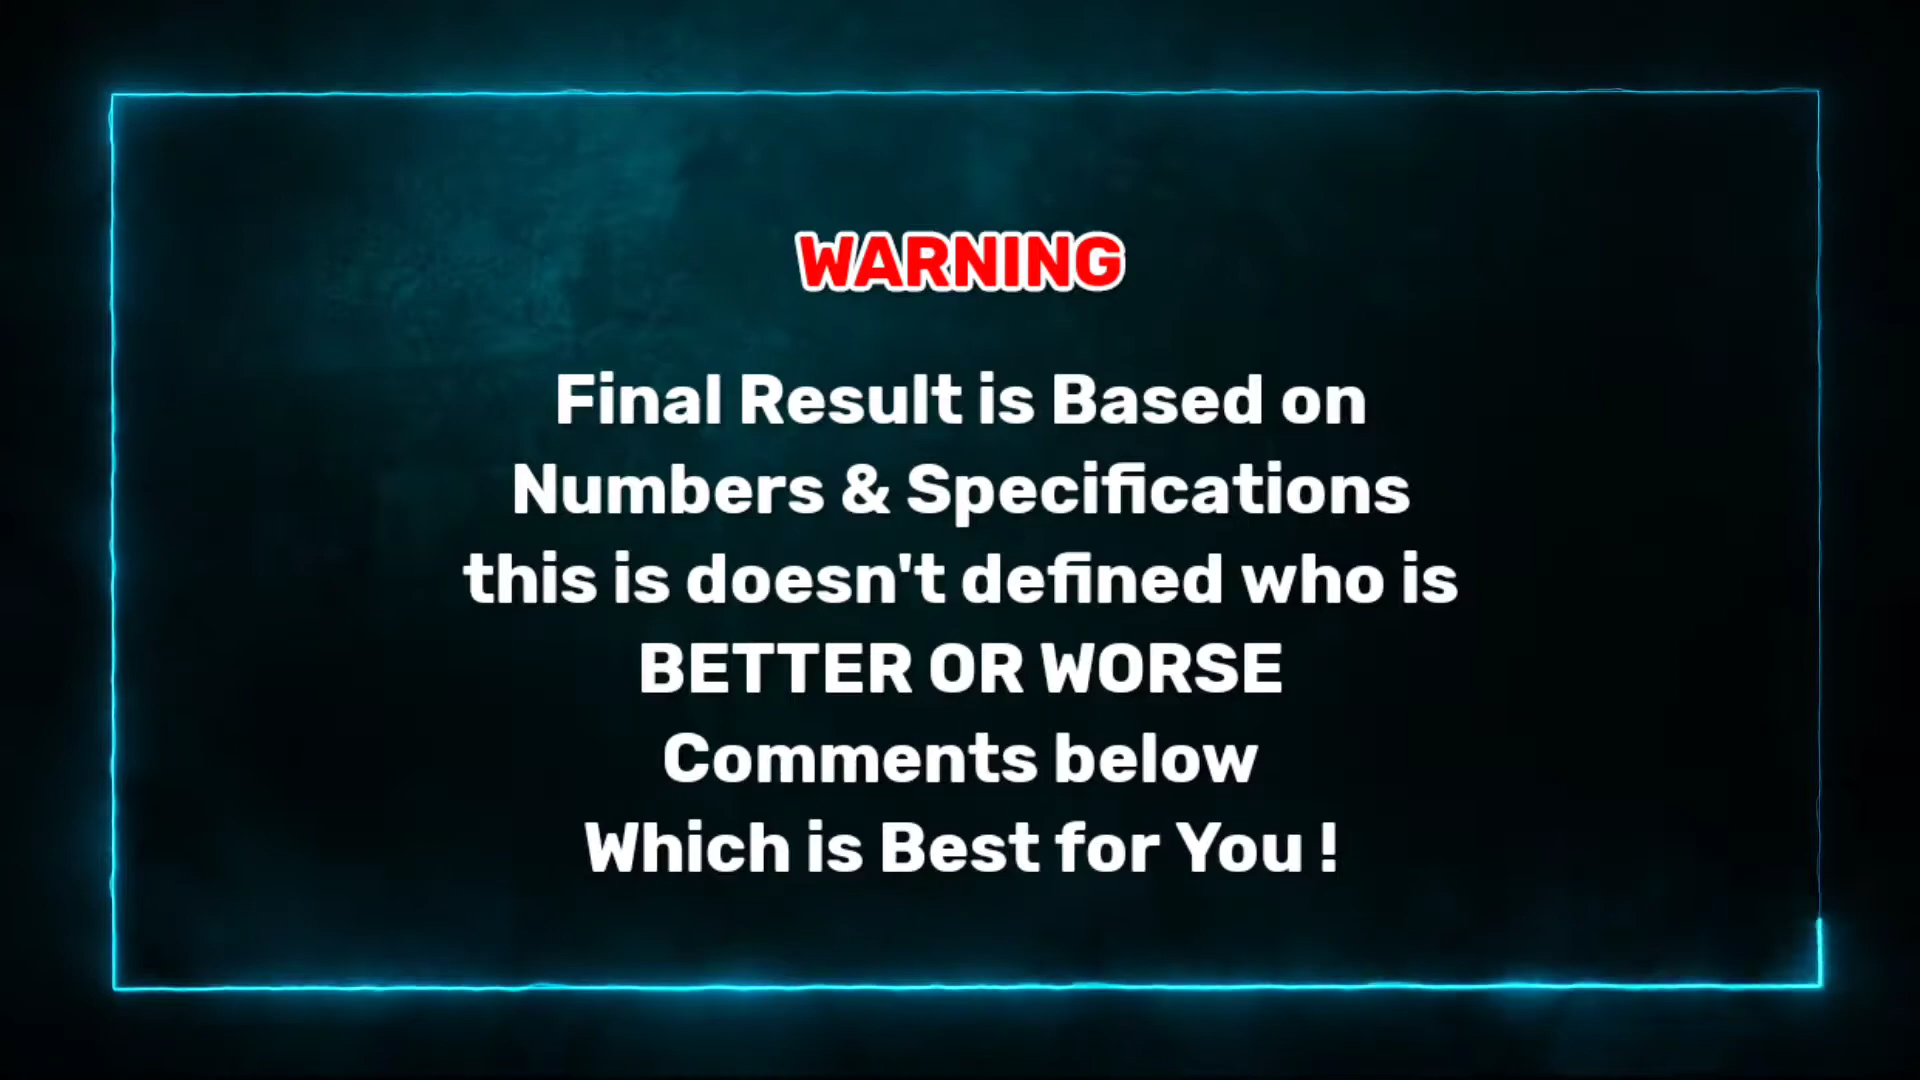 WARNING
Final Result is Based on
Numbers & Specifications
this is doesn't defined who is
BETTER OR WORSE
Comments below
Which is Best for You !